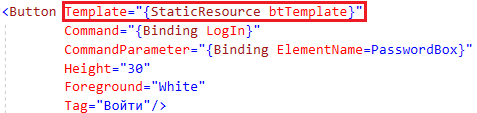 <Button Template="{StaticResource btTemplate}"
Command="{Binding LogIn}"
CommandParameter="{Binding ElementName=PasswordBox}"
Height="30"
Foreground="White"
Tag="Войти"/>